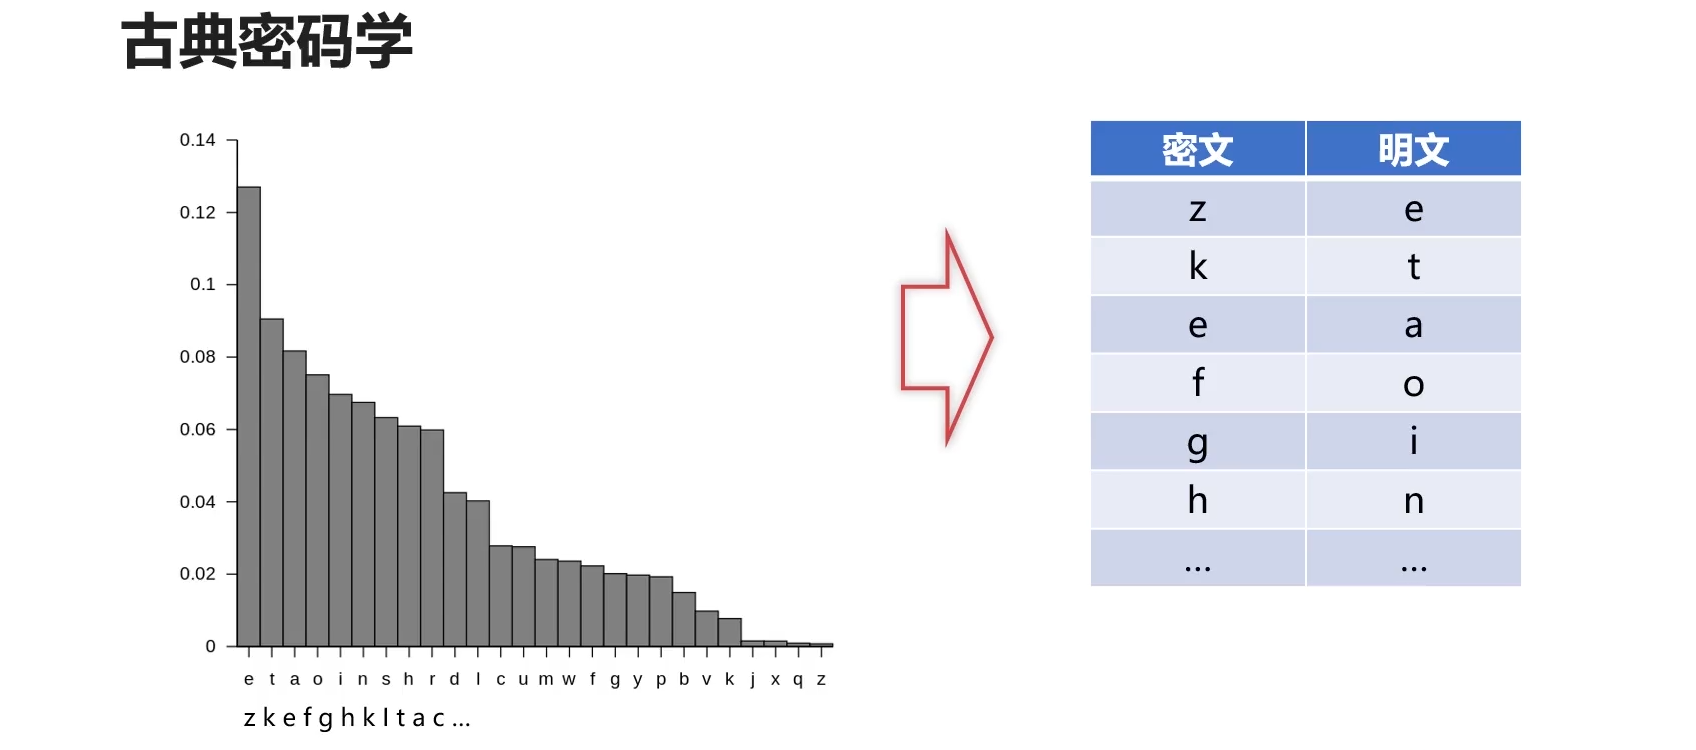 古典密码学
0.14
0.12
0.1
0.08
0.06
0.04
0.02
0
e t a o i n s h r d l c u m w f g y p b v k j x q z
z k e f g h k l t a c ...
密文 明文
z e
k t
e a
f o
g i
h n
... ...